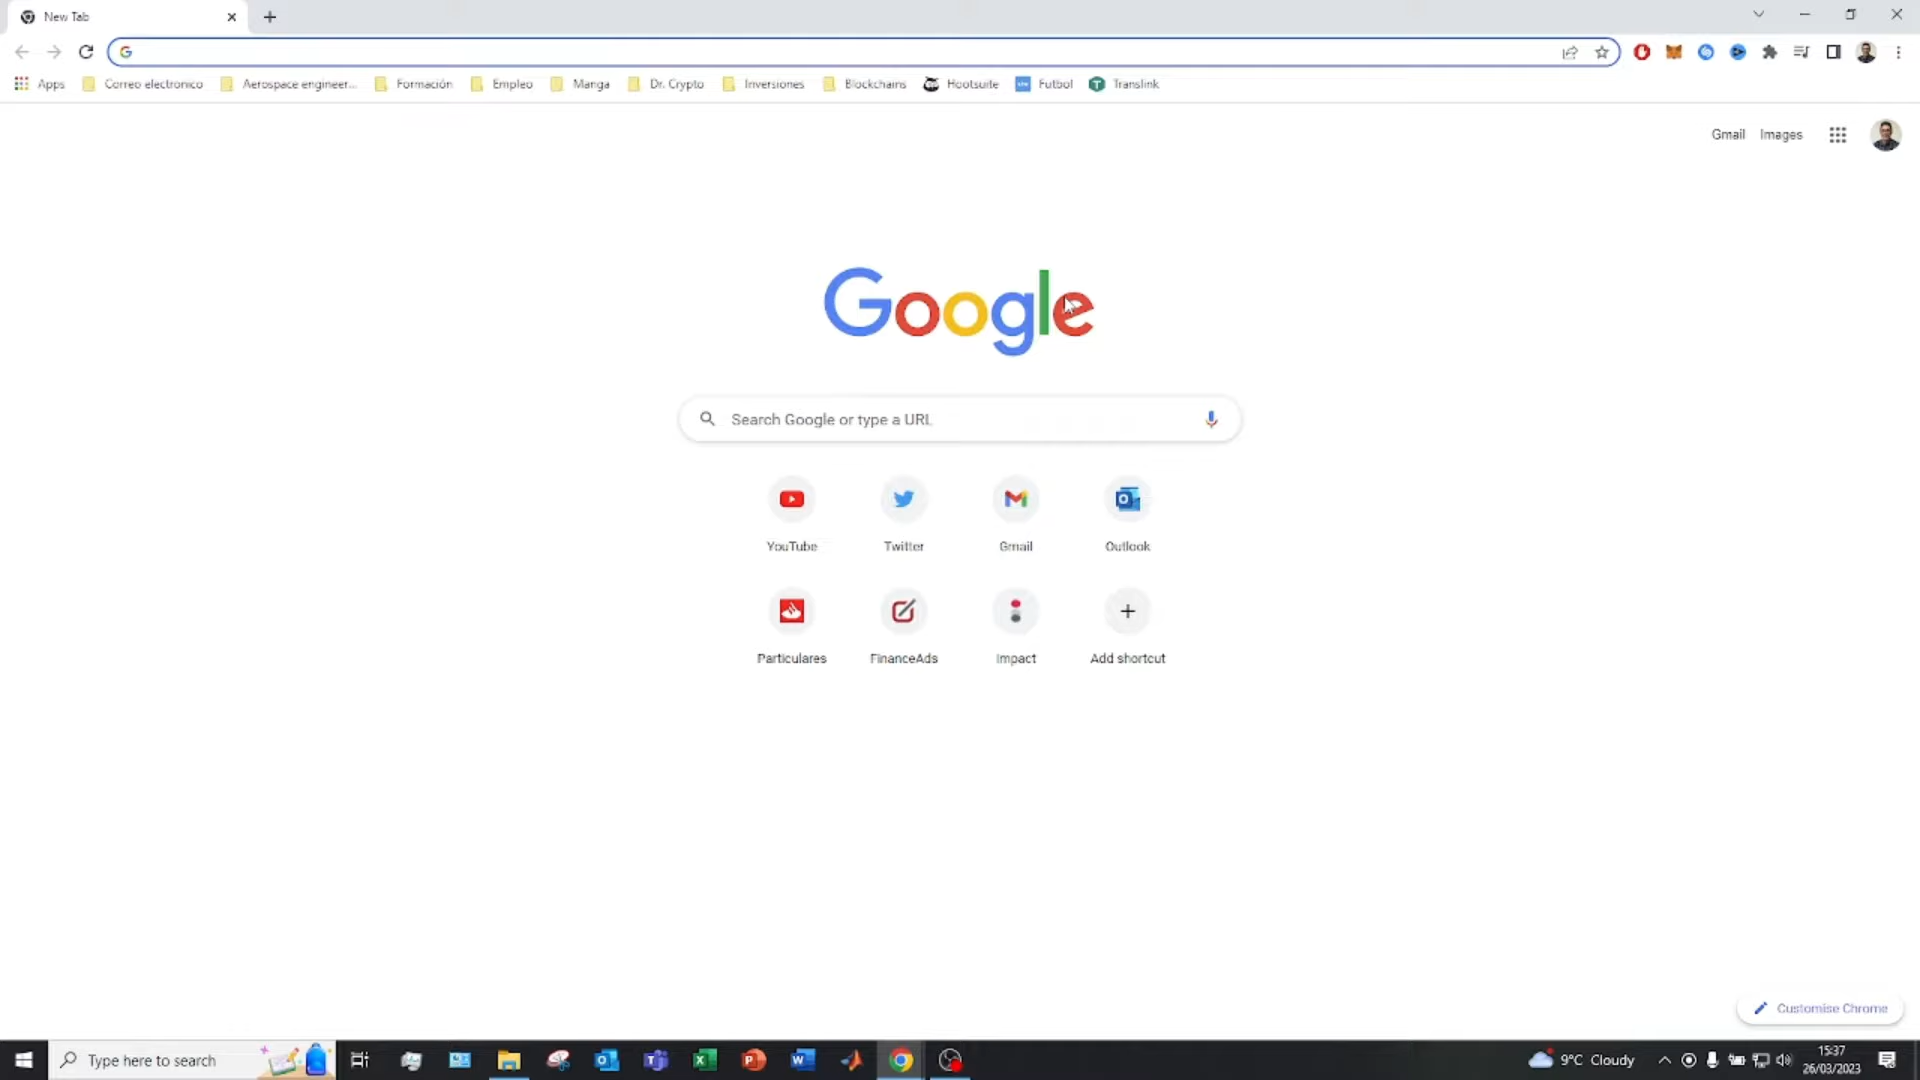 New Tab
Apps Correo electronico Aerospace engineer... Formación Empleo Manga Dr. Crypto Inversiones Blockchains Hootsuite Futbol Translink
Gmail Images
Google
Search Google or type a URL
YouTube Twitter Gmail Outlook
Particulares FinanceAds Impact Add shortcut
Customise Chrome
Type here to search
9°C Cloudy
15:37
26/03/2023